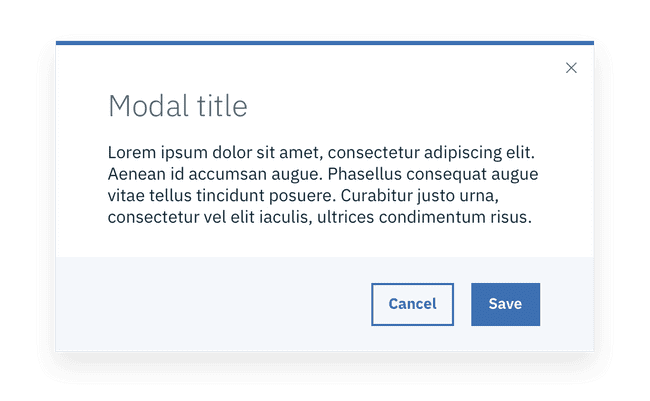 Modal title
Lorem ipsum dolor sit amet, consectetur adipiscing elit.
Aenean id accumsan augue. Phasellus consequat augue
vitae tellus tincidunt posuere. Curabitur justo urna,
consectetur vel elit iaculis, ultrices condimentum risus.
Cancel Save